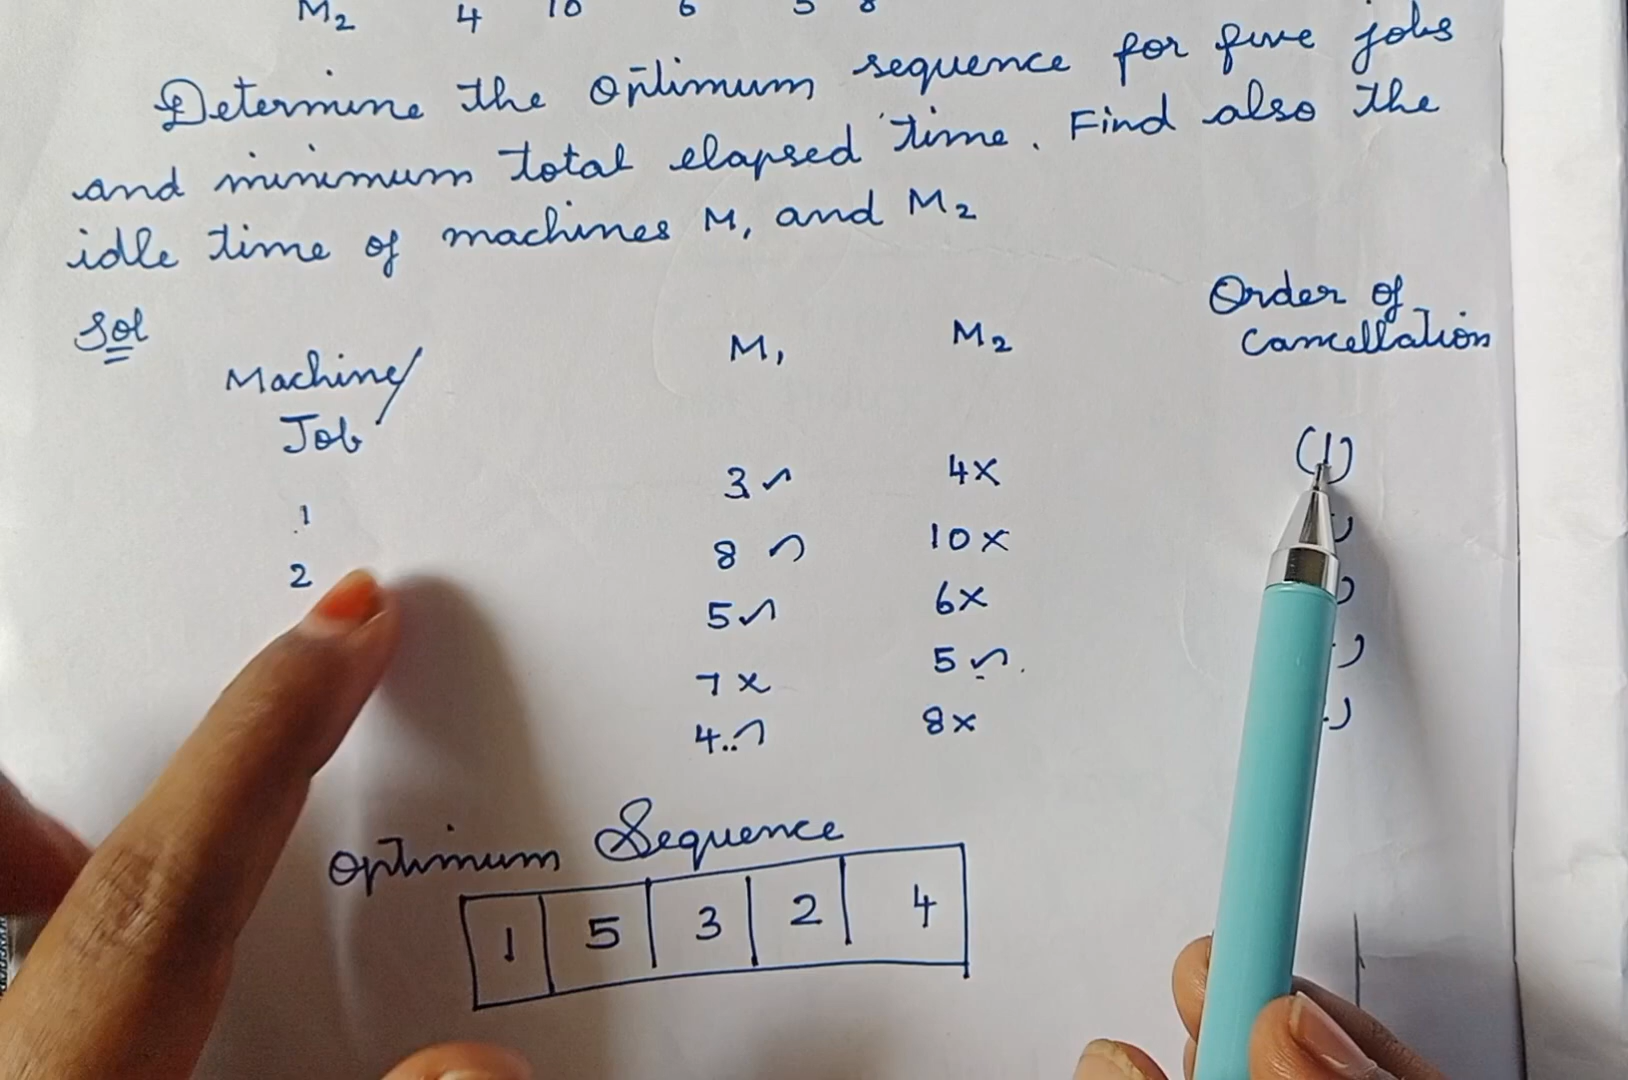 M₂ 4 10 6 5 8
Determine the Optimum sequence for five jobs
and minimum total elapsed time. Find also the
idle time of machines M₁ and M₂
Sol
Machine/ Job M₁ M₂ Order of Cancellation
1 3 ✓ 4 x (1)
2 8 ✓ 10 x
5 ✓ 6 x
7 x 5 ✓
4 ✓ 8 x
Optimum Sequence
1 5 3 2 4